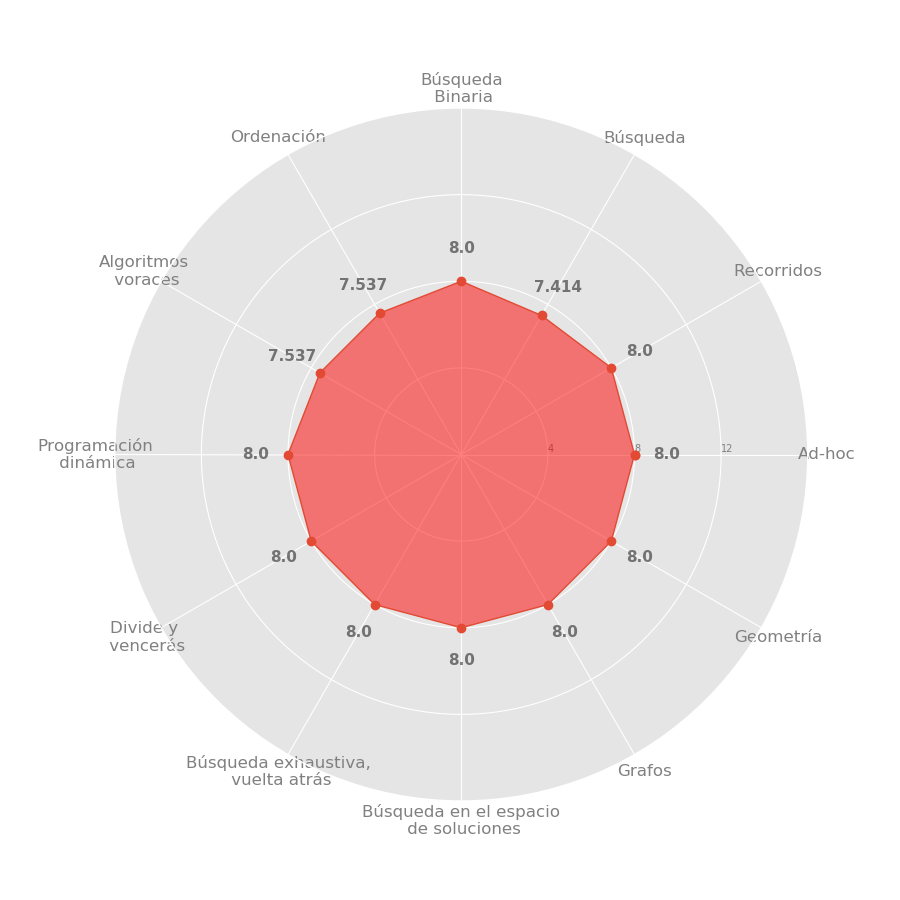 Búsqueda
Binaria
Ordenación
Búsqueda
8.0
Algoritmos
voraces
Recorridos
7.537
7.414
7.537
8.0
Programación
dinámica
8.0
4
8
8.0
12
Ad-hoc
8.0
8.0
Divide y
vencerás
8.0
8.0
8.0
Geometría
Búsqueda exhaustiva,
vuelta atrás
Grafos
Búsqueda en el espacio
de soluciones